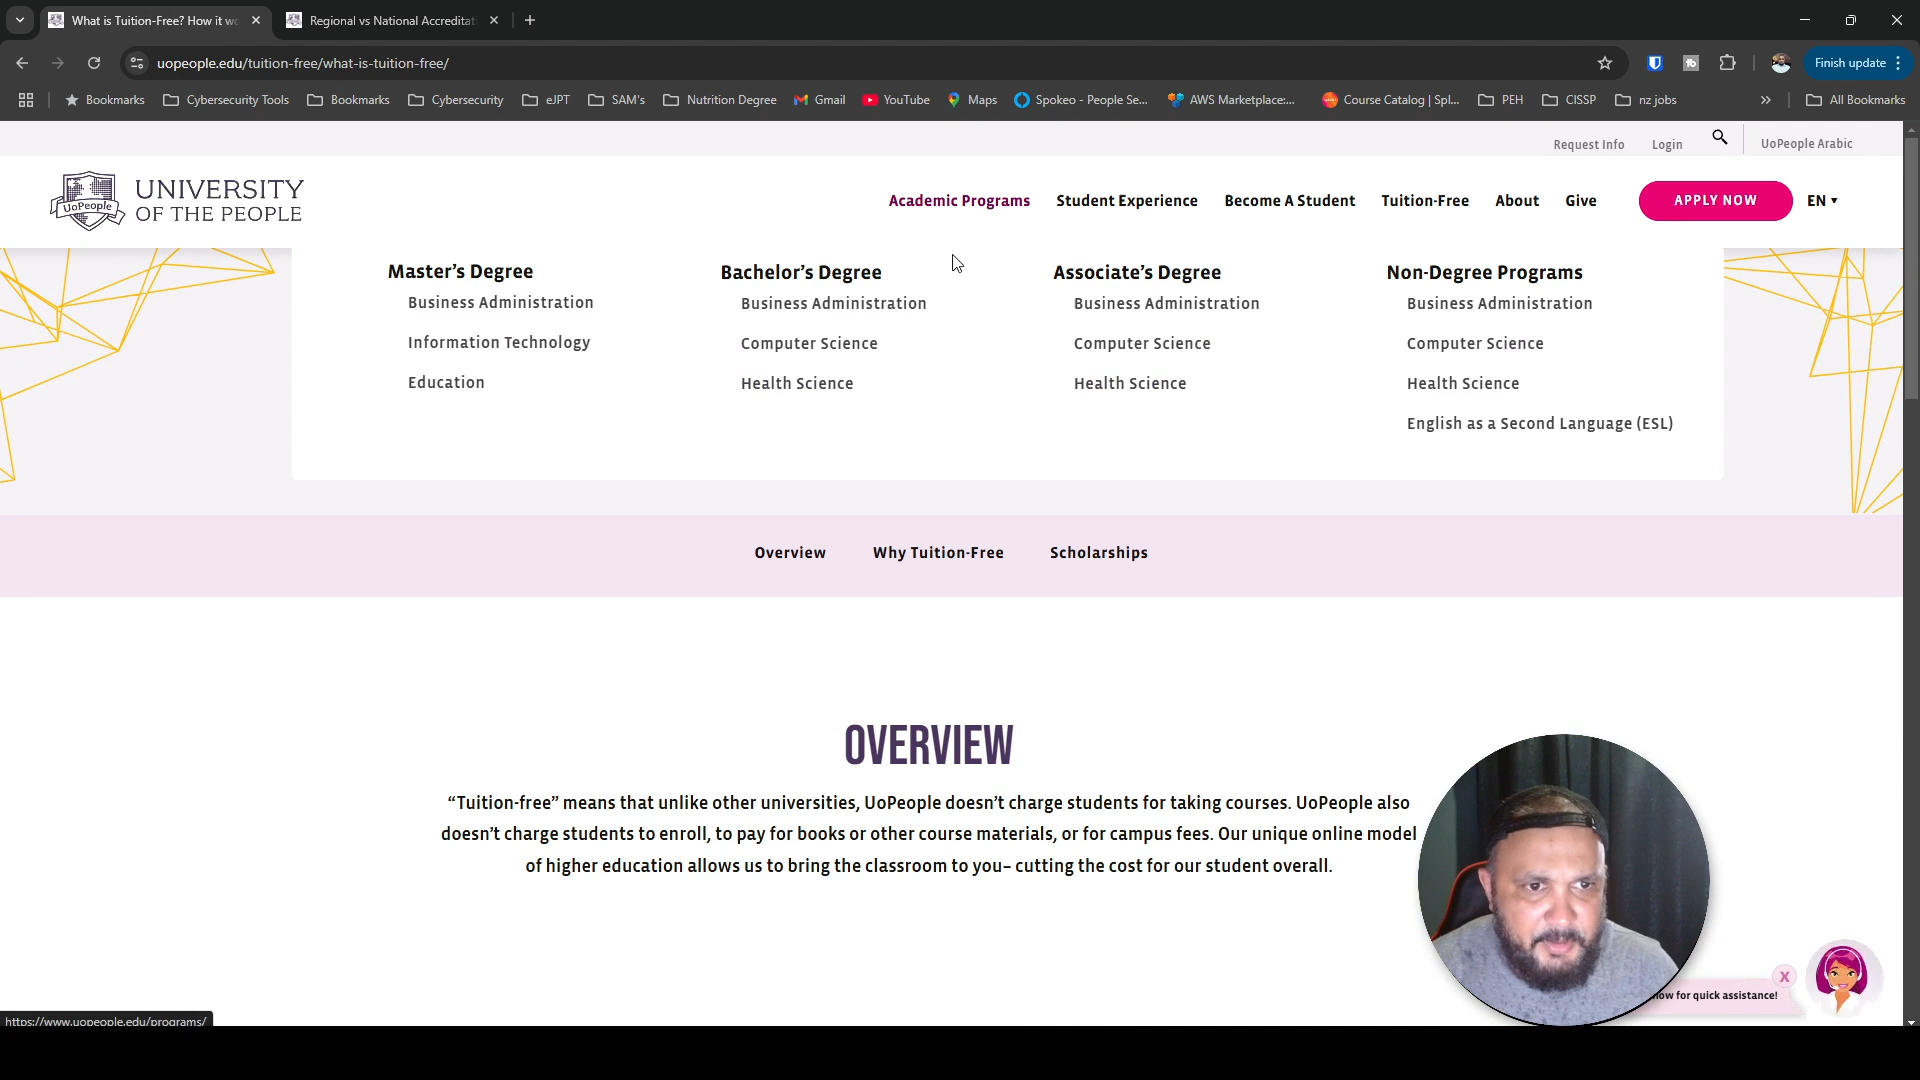 What is Tuition-Free? How it w
Regional vs National Accredita
uopeople.edu/tuition-free/what-is-tuition-free/
Finish update
Bookmarks
Cybersecurity Tools
Bookmarks
Cybersecurity
eJPT
SAM's
Nutrition Degree
Gmail
YouTube
Maps
Spokeo - People Se...
AWS Marketplace:...
Course Catalog | Spl...
PEH
CISSP
nz jobs
»
All Bookmarks
Request Info
Login
UoPeople Arabic
UoPeople
UNIVERSITY
OF THE PEOPLE
Academic Programs
Student Experience
Become A Student
Tuition-Free
About
Give
APPLY NOW
EN
Master's Degree
Business Administration
Information Technology
Education
Bachelor's Degree
Business Administration
Computer Science
Health Science
Associate's Degree
Business Administration
Computer Science
Health Science
Non-Degree Programs
Business Administration
Computer Science
Health Science
English as a Second Language (ESL)
Overview
Why Tuition-Free
Scholarships
OVERVIEW
“Tuition-free” means that unlike other universities, UoPeople doesn't charge students for taking courses. UoPeople also
doesn't charge students to enroll, to pay for books or other course materials, or for campus fees. Our unique online model
of higher education allows us to bring the classroom to you– cutting the cost for our student overall.
X
now for quick assistance!
https://www.uopeople.edu/programs/